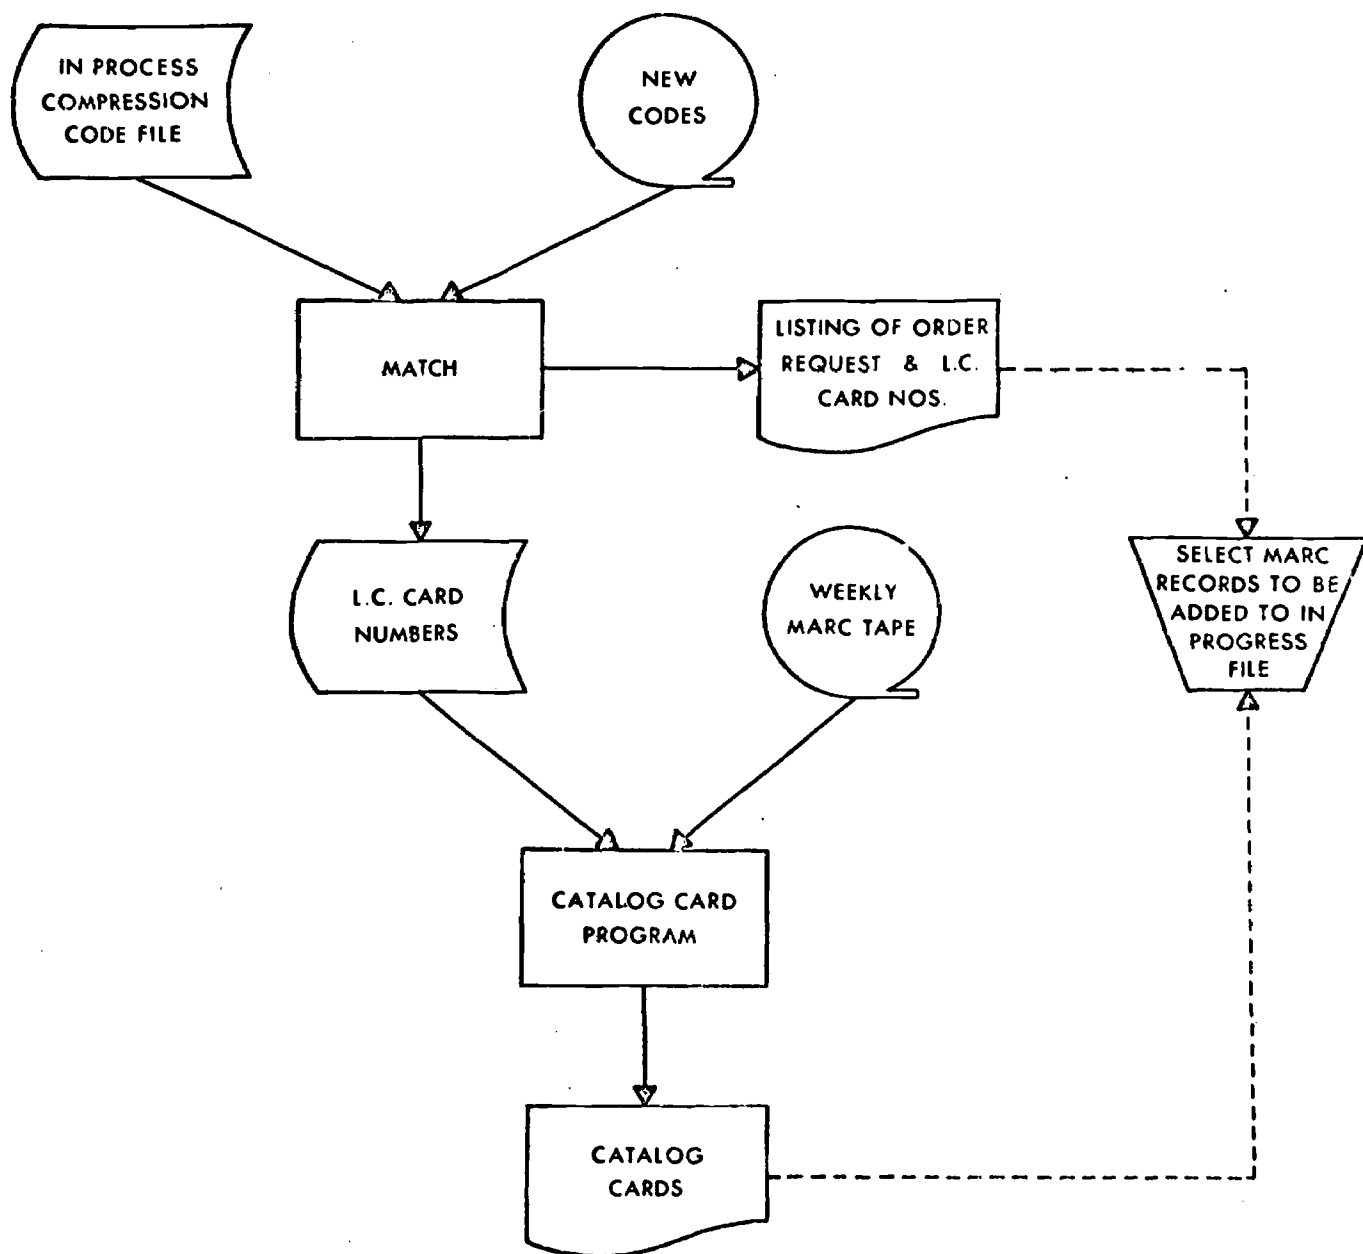 IN PROCESS
COMPRESSION
CODE FILE
NEW
CODES
MATCH
LISTING OF ORDER
REQUEST & L.C.
CARD NOS.
L.C. CARD
NUMBERS
WEEKLY
MARC TAPE
SELECT MARC
RECORDS TO BE
ADDED TO IN
PROGRESS
FILE
CATALOG CARD
PROGRAM
CATALOG
CARDS